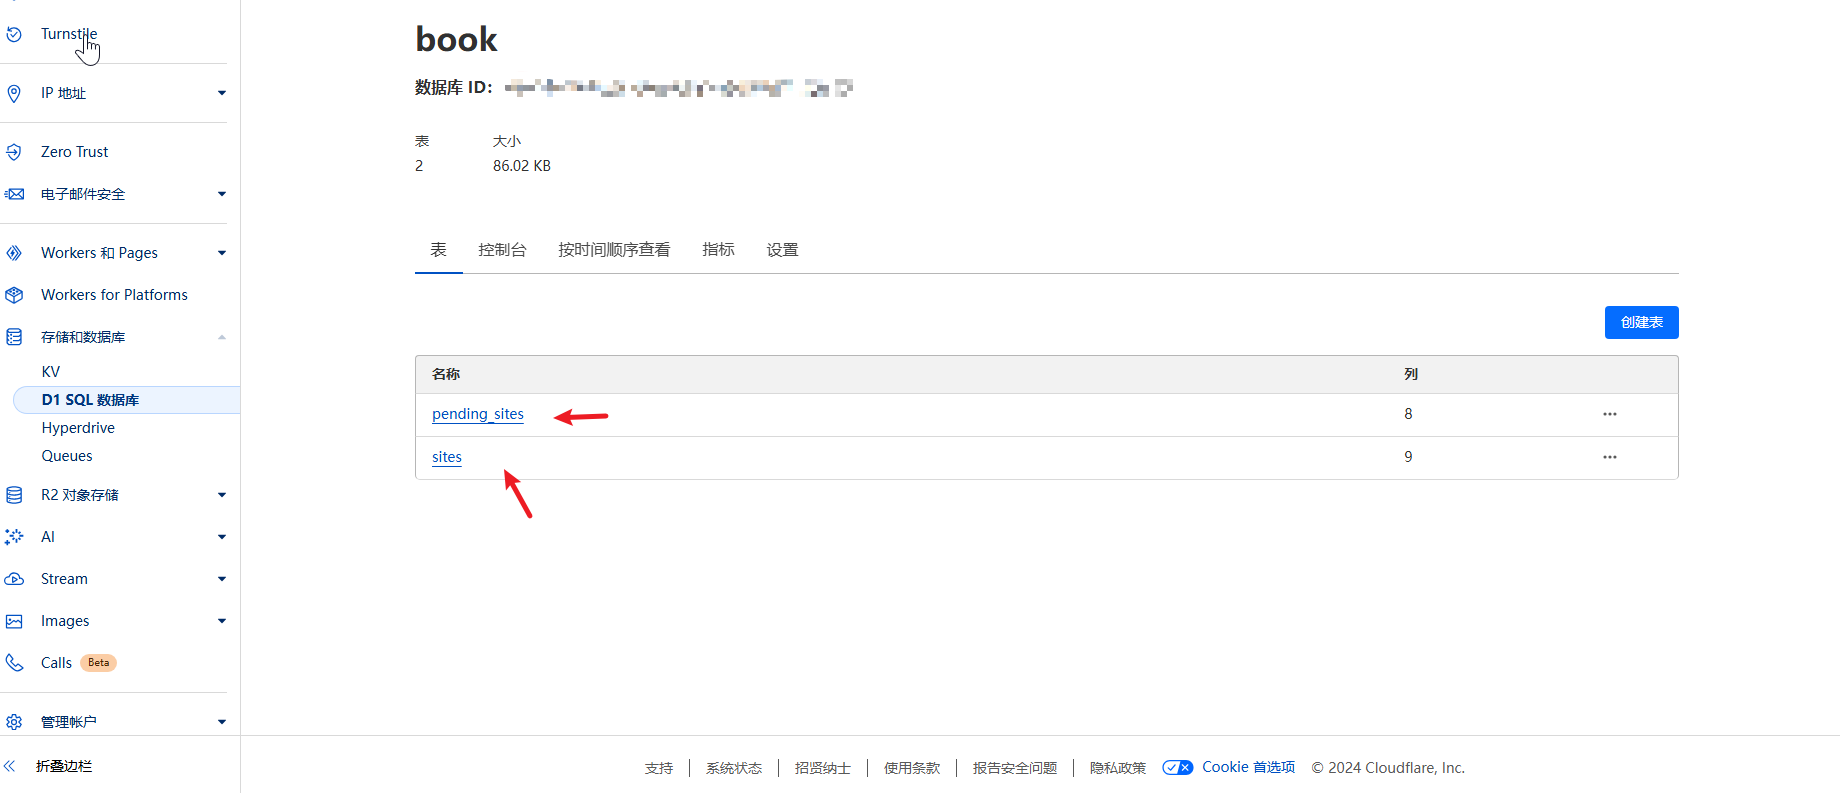 Turnstile
IP 地址
Zero Trust
电子邮件安全
Workers 和 Pages
Workers for Platforms
存储和数据库
KV
D1 SQL 数据库
Hyperdrive
Queues
R2 对象存储
AI
Stream
Images
Calls Beta
管理帐户
折叠边栏
book
数据库 ID：
表 大小
2 86.02 KB
表 控制台 按时间顺序查看 指标 设置
创建表
名称 列
pending_sites 8
sites 9
支持 系统状态 招贤纳士 使用条款 报告安全问题 隐私政策 Cookie 首选项 © 2024 Cloudflare, Inc.